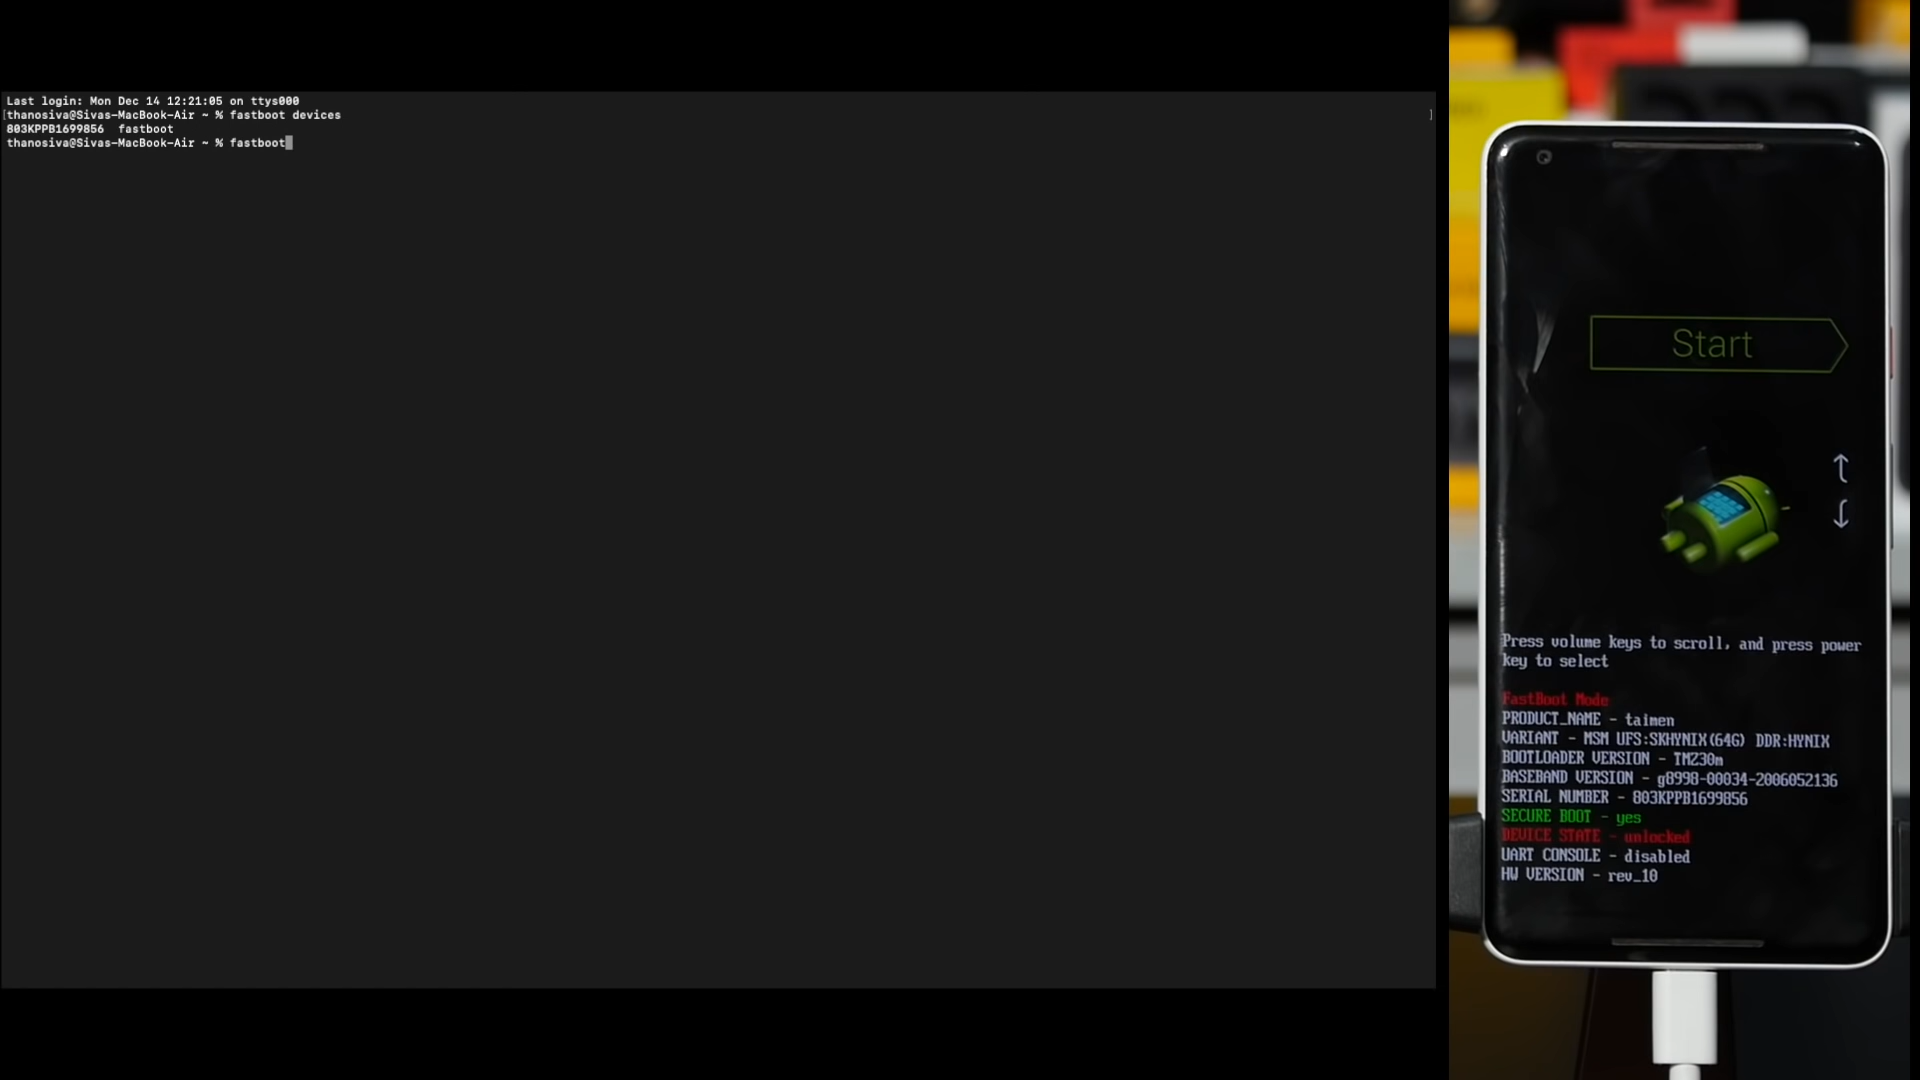 Last login: Mon Dec 14 12:21:05 on ttys000
[thanosiva@Sivas-MacBook-Air ~ % fastboot devices ]
803KPPB1699856  fastboot
thanosiva@Sivas-MacBook-Air ~ % fastboot
Start
Press volume keys to scroll, and press power
key to select
FastBoot Mode
PRODUCT_NAME - taimen
VARIANT - MSM UFS:SKHYNIX(64G) DDR:HYNIX
BOOTLOADER VERSION - TMZ30m
BASEBAND VERSION - g8998-00034-2006052136
SERIAL NUMBER - 803KPPB1699856
SECURE BOOT - yes
DEVICE STATE - unlocked
UART CONSOLE - disabled
HW VERSION - rev_10